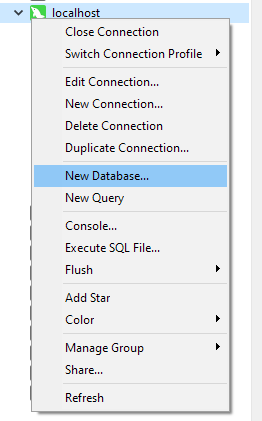 localhost
Close Connection
Switch Connection Profile
Edit Connection...
New Connection...
Delete Connection
Duplicate Connection...
New Database...
New Query
Console...
Execute SQL File...
Flush
Add Star
Color
Manage Group
Share...
Refresh